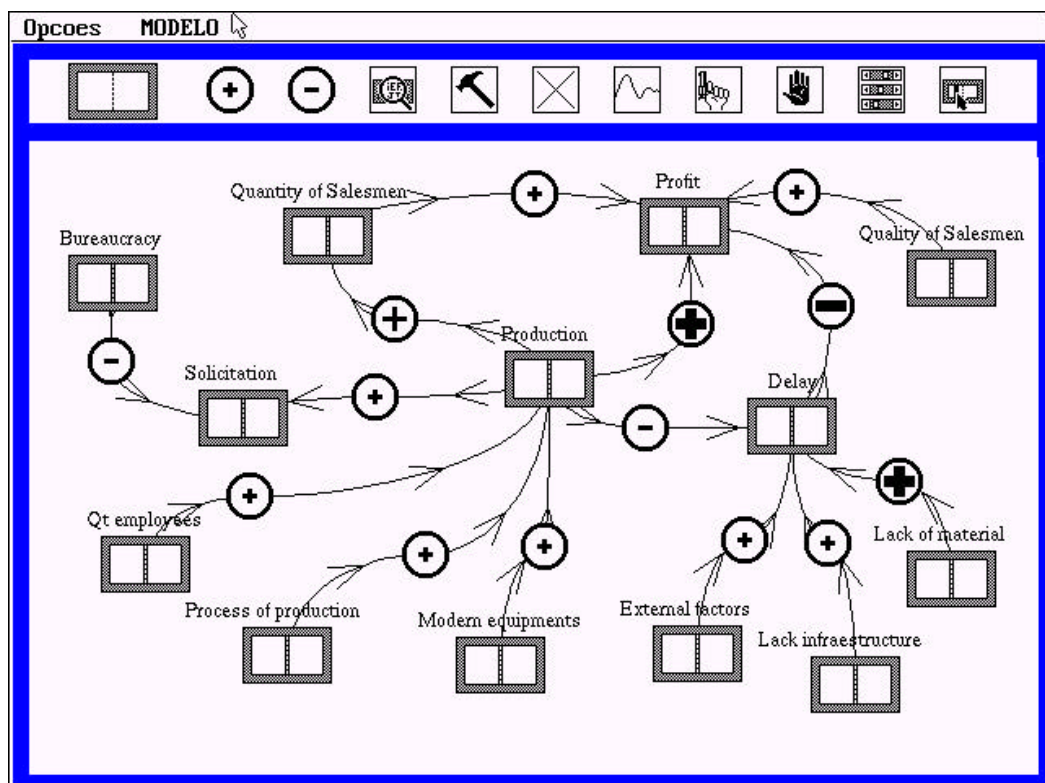 Opcoes MODELO
Quantity of Salesmen
Profit
Bureaucracy
Quality of Salesmen
Production
Solicitation
Delay
Qt employees
Lack of material
Process of production
Modern equipments
External factors
Lack infraestructure